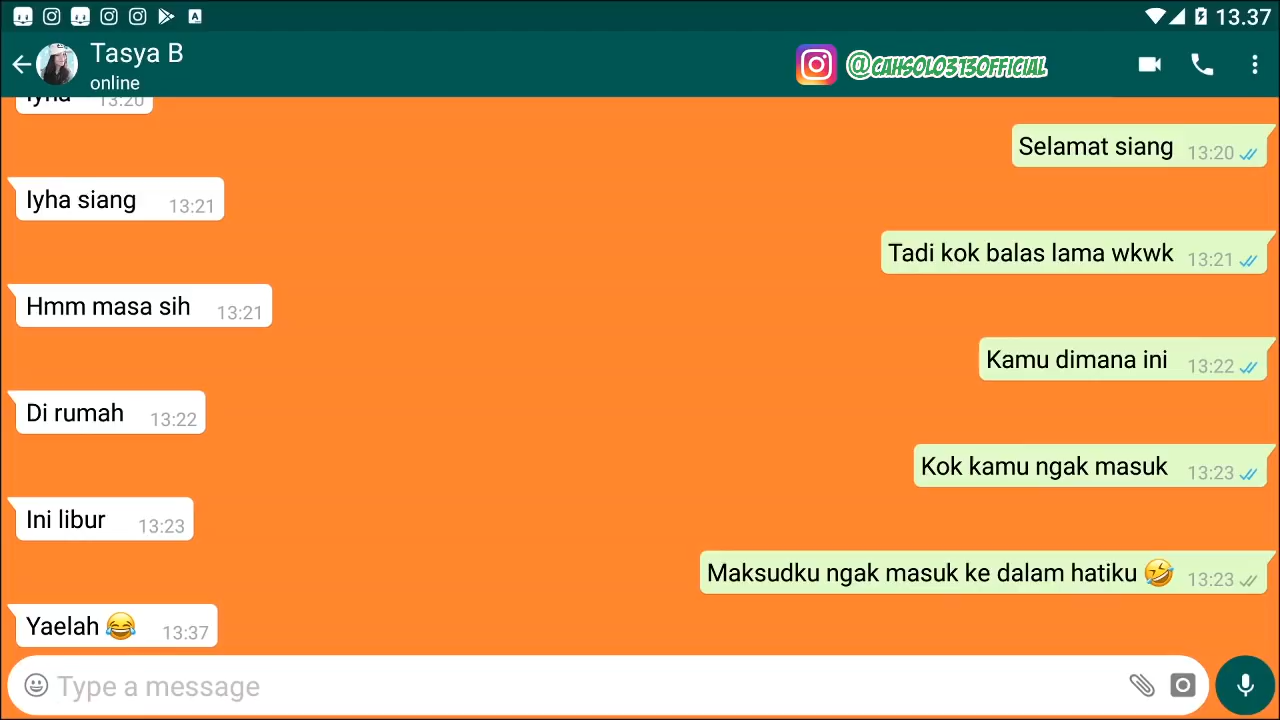 13.37
Tasya B
online
@CAHSOLO313OFFICIAL
Iyha 13:20
Selamat siang 13:20
Iyha siang 13:21
Tadi kok balas lama wkwk 13:21
Hmm masa sih 13:21
Kamu dimana ini 13:22
Di rumah 13:22
Kok kamu ngak masuk 13:23
Ini libur 13:23
Maksudku ngak masuk ke dalam hatiku 🤣 13:23
Yaelah 😂 13:37
Type a message